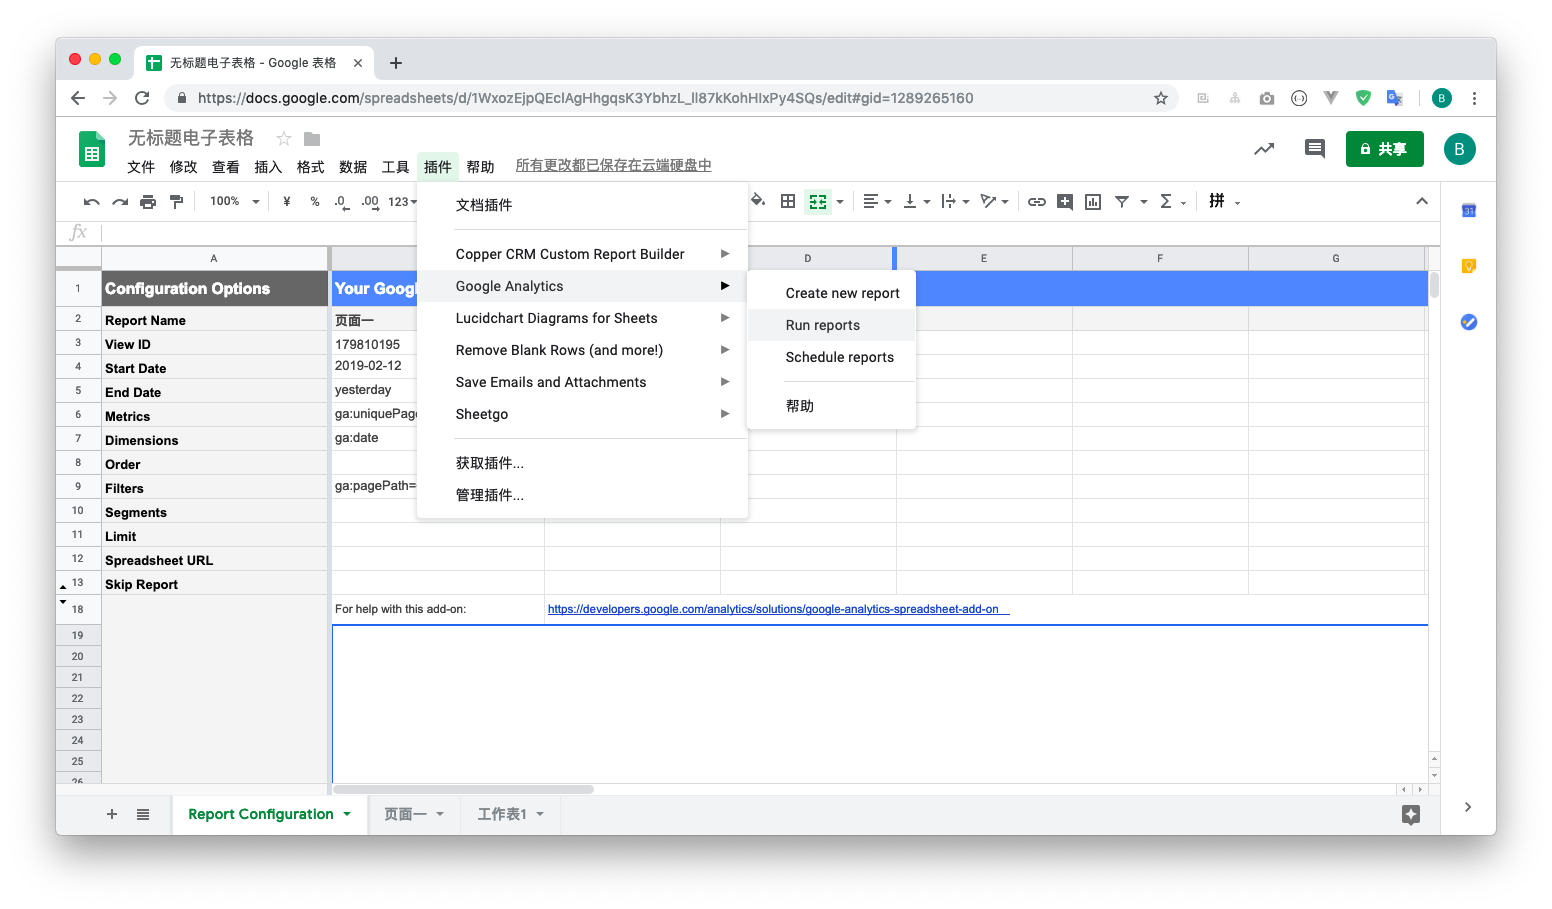 无标题电子表格 - Google 表格
https://docs.google.com/spreadsheets/d/1WxozEjpQEclAgHhgqsK3YbhzL_ll87kKohHIxPy4SQs/edit#gid=1289265160
B
无标题电子表格
文件 修改 查看 插入 格式 数据 工具 插件 帮助 所有更改都已保存在云端硬盘中
共享
B
100% ¥ % .0 .00 123 拼
fx
31
文档插件
Copper CRM Custom Report Builder
Google Analytics
Lucidchart Diagrams for Sheets
Remove Blank Rows (and more!)
Save Emails and Attachments
Sheetgo
获取插件...
管理插件...
Create new report
Run reports
Schedule reports
帮助
A D E F G
1 Configuration Options Your Goog
2 Report Name 页面一
3 View ID 179810195
4 Start Date 2019-02-12
5 End Date yesterday
6 Metrics ga:uniquePag
7 Dimensions ga:date
8 Order
9 Filters ga:pagePath=
10 Segments
11 Limit
12 Spreadsheet URL
13 Skip Report
18 For help with this add-on: https://developers.google.com/analytics/solutions/google-analytics-spreadsheet-add-on
19
20
21
22
23
24
25
26
Report Configuration 页面一 工作表1